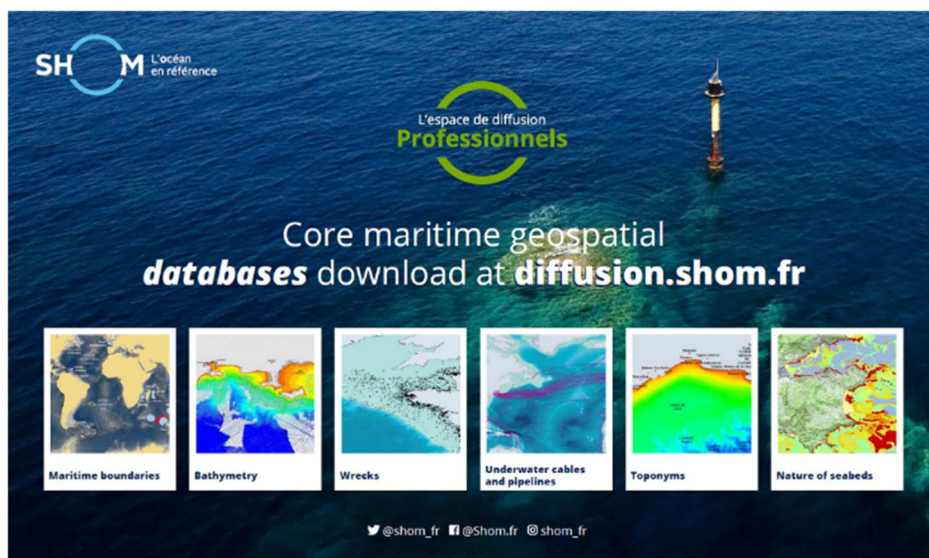 SHOM L'océan
en référence
L'espace de diffusion
Professionnels
Core maritime geospatial
databases download at diffusion.shom.fr
Maritime boundaries
Bathymetry
Wrecks
Underwater cables
and pipelines
Toponyms
Nature of seabeds
@shom_fr @Shom.fr shom_fr